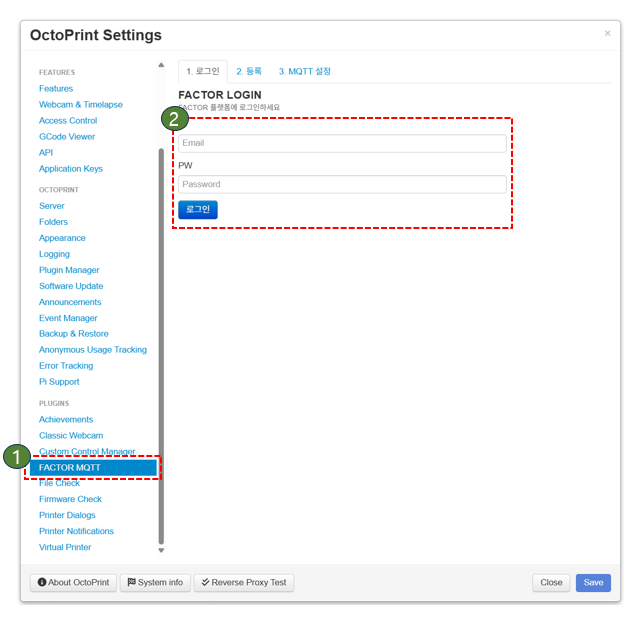 OctoPrint Settings
×
FEATURES
Features
Webcam & Timelapse
Access Control
GCode Viewer
API
Application Keys
OCTOPRINT
Server
Folders
Appearance
Logging
Plugin Manager
Software Update
Announcements
Event Manager
Backup & Restore
Anonymous Usage Tracking
Error Tracking
Pi Support
PLUGINS
Achievements
Classic Webcam
Custom Control Manager
1
FACTOR MQTT
File Check
Firmware Check
Printer Dialogs
Printer Notifications
Virtual Printer
1. 로그인 2. 등록 3. MQTT 설정
FACTOR LOGIN
FACTOR 플랫폼에 로그인하세요
2
Email
PW
Password
로그인
About OctoPrint System info Reverse Proxy Test Close Save